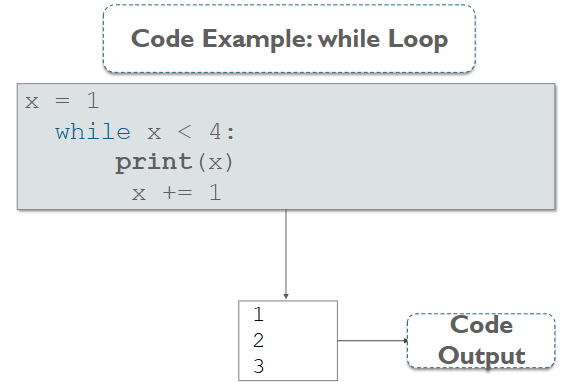 Code Example: while Loop
x = 1
  while x < 4:
      print(x)
       x += 1
1
2
3
Code
Output